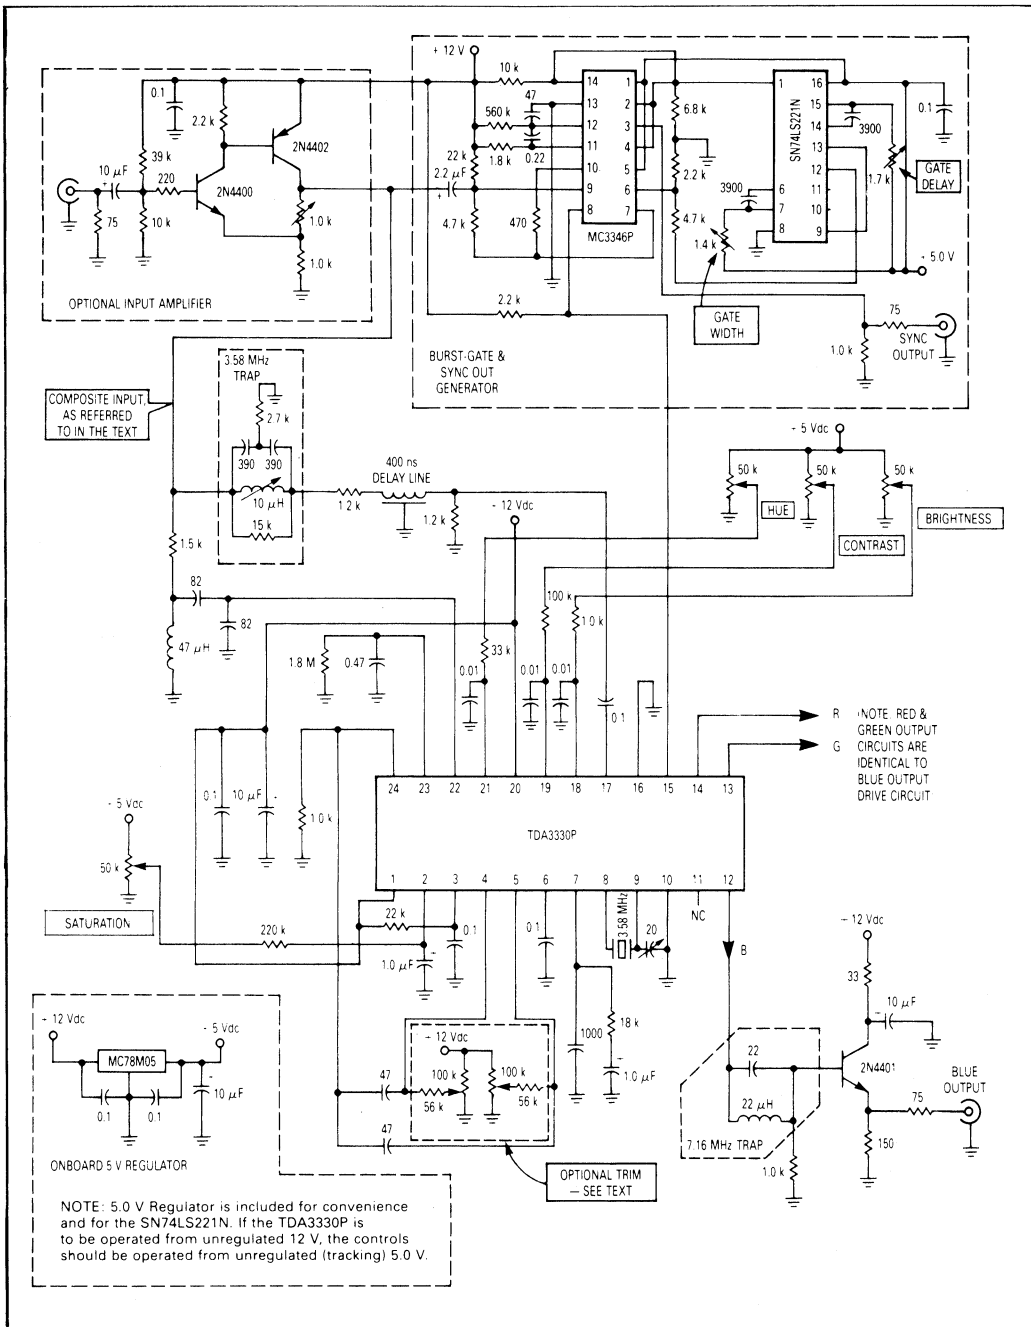 + 12 V
10 k
14
1
13
2
12
3
11
4
10
5
9
6
8
7
MC3346P
47
560 k
1.8 k
0.22
22 k
2.2 µF
+
4.7 k
470
2.2 k
6.8 k
2.2 k
4.7 k
3900
1.4 k
1
6
7
8
16
15
14
13
12
11
10
9
SN74LS221N
3900
0.1
1.7 k
GATE
DELAY
+ 5.0 V
GATE
WIDTH
75
1.0 k
SYNC
OUTPUT
BURST-GATE &
SYNC OUT
GENERATOR
0.1
2.2 k
2N4402
39 k
10 µF
+
220
2N4400
75
10 k
1.0 k
1.0 k
OPTIONAL INPUT AMPLIFIER
COMPOSITE INPUT,
AS REFERRED
TO IN THE TEXT
3.58 MHz
TRAP
2.7 k
390
390
10 µH
15 k
1.2 k
400 ns
DELAY LINE
1.2 k
- 12 Vdc
- 5 Vdc
50 k
50 k
50 k
HUE
CONTRAST
BRIGHTNESS
1.5 k
82
82
47 µH
1.8 M
0.47
0.01
33 k
0.01
100 k
0.01
1.0 k
0.1
R
G
NOTE. RED &
GREEN OUTPUT
CIRCUITS ARE
IDENTICAL TO
BLUE OUTPUT
DRIVE CIRCUIT
0.1
10 µF
1.0 k
24
23
22
21
20
19
18
17
16
15
14
13
TDA3330P
1
2
3
4
5
6
7
8
9
10
11
12
NC
- 5 Vdc
50 k
SATURATION
220 k
22 k
0.1
1.0 µF
0.1
3.58 MHz
20
B
1000
18 k
1.0 µF
47
47
+ 12 Vdc
100 k
100 k
56 k
56 k
OPTIONAL TRIM
— SEE TEXT
- 12 Vdc
33
10 µF
2N4401
22
22 µH
7.16 MHz TRAP
1.0 k
75
150
BLUE
OUTPUT
+ 12 Vdc
- 5 Vdc
MC78M05
0.1
0.1
10 µF
ONBOARD 5 V REGULATOR
NOTE: 5.0 V Regulator is included for convenience
and for the SN74LS221N. If the TDA3330P is
to be operated from unregulated 12 V, the controls
should be operated from unregulated (tracking) 5.0 V.